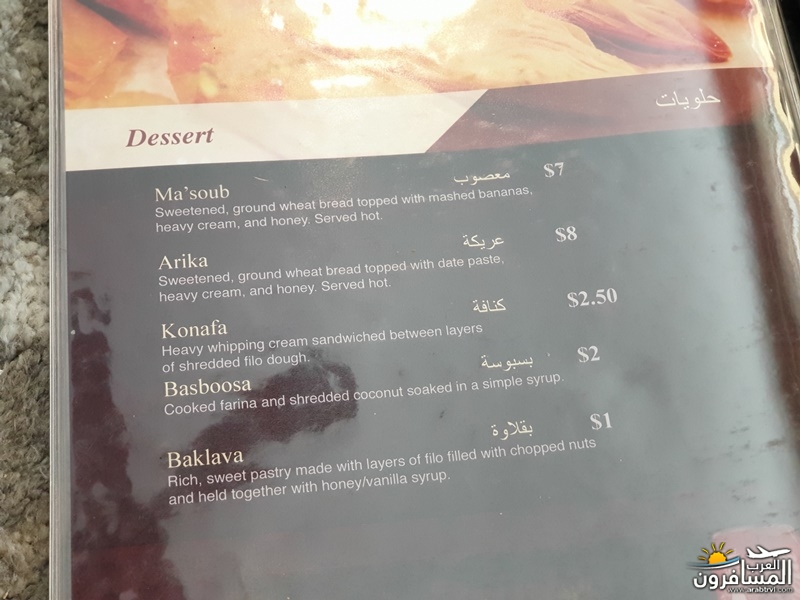 Dessert
حلويات
Ma'soub معصوب $7
Sweetened, ground wheat bread topped with mashed bananas,
heavy cream, and honey. Served hot.
Arika عريكة $8
Sweetened, ground wheat bread topped with date paste,
heavy cream, and honey. Served hot.
Konafa كنافة $2.50
Heavy whipping cream sandwiched between layers
of shredded filo dough.
Basboosa بسبوسة $2
Cooked farina and shredded coconut soaked in a simple syrup.
Baklava بقلاوة $1
Rich, sweet pastry made with layers of filo filled with chopped nuts
and held together with honey/vanilla syrup.
العرب
المسافرون
www.arabtrvl.com